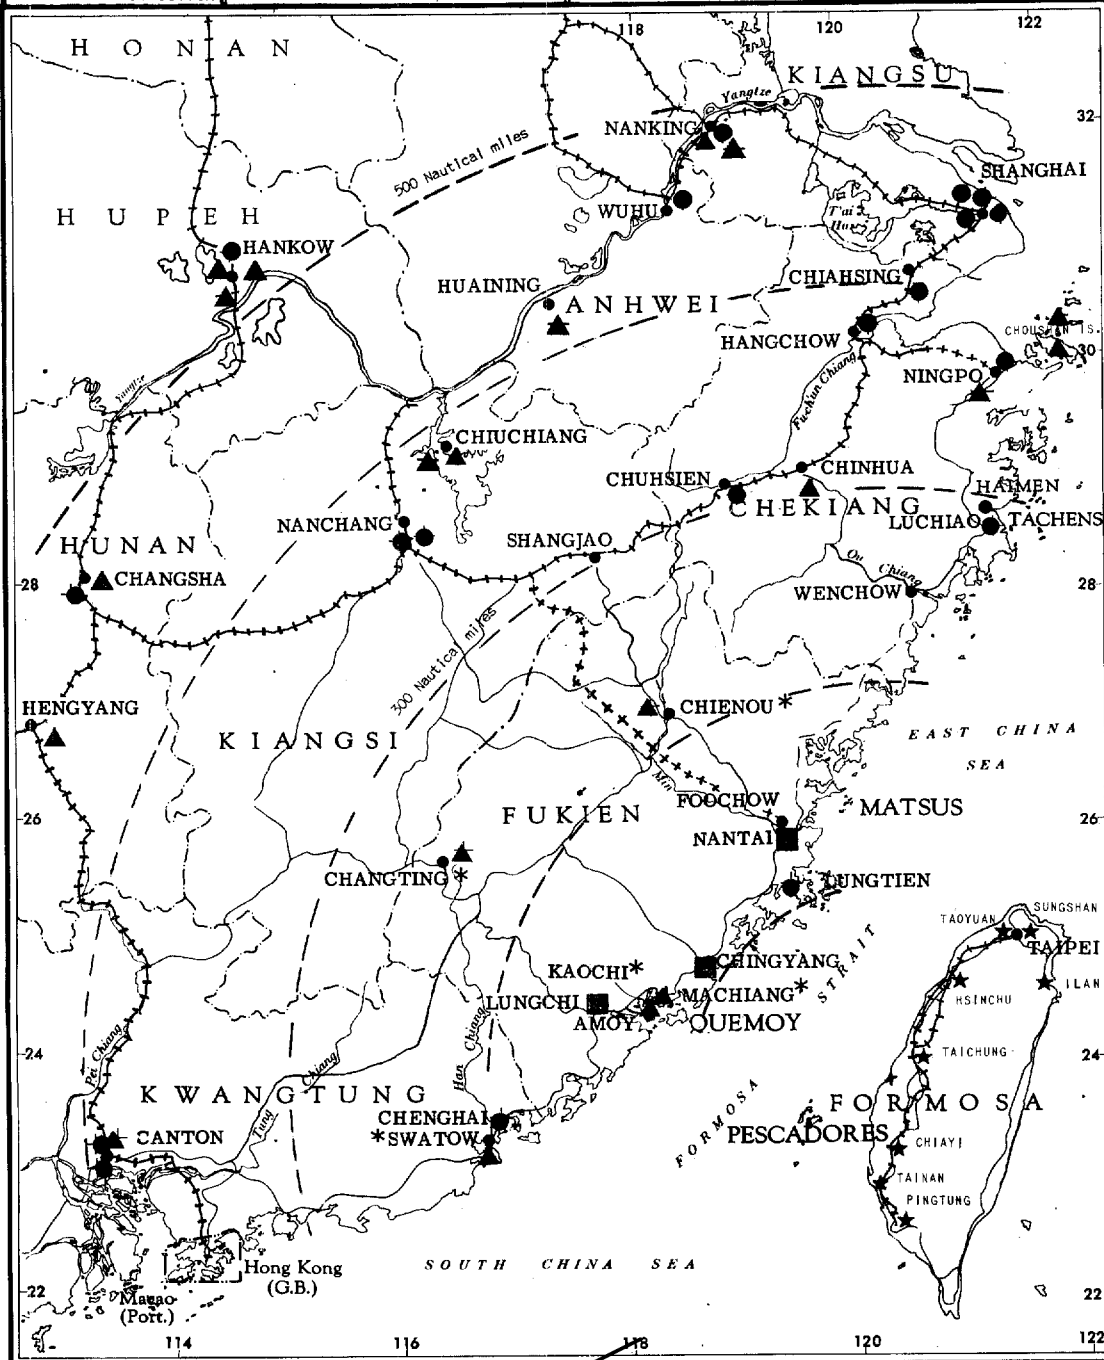 118
120
122
HONAN
KIANGSU
Yangtze
32
NANKING
500 Nautical miles
SHANGHAI
HUPEH
WUHU
T'ai
Hu
HANKOW
CHIAHSING
HUAINING
ANHWEI
HANGCHOW
CHOUSHAN IS.
30
NINGPO
Yangtze
Fuch'un Chiang
CHIUCHIANG
CHINHUA
CHUHSIEN
HAIMEN
CHEKIANG
NANCHANG
LUCHIAO
TACHENS
HUNAN
SHANGJAO
CHANGSHA
Ou
Chiang
28
28
WENCHOW
300 Nautical miles
HENGYANG
CHIENOU*
KIANGSI
EAST CHINA
SEA
Min
FOOCHOW
MATSUS
FUKIEN
26
26
NANTAI
CHANGTING*
LUNGTIEN
SUNGSHAN
TAOYUAN
TAIPEI
KAOCHI*
CHINGYANG
STRAIT
LUNGCHI
MACHIANG*
ILAN
HSINCHU
AMOY
QUEMOY
Pei Chiang
Han Chiang
TAICHUNG
24
24
Chiang
KWANGTUNG
FORMOSA
FORMOSA
CHENGHAI
Tung
CANTON
*SWATOW
PESCADORES
CHIAYI
TAINAN
PINGTUNG
Hong Kong
(G.B.)
SOUTH CHINA SEA
22
22
Macao
(Port.)
114
116
118
120
122